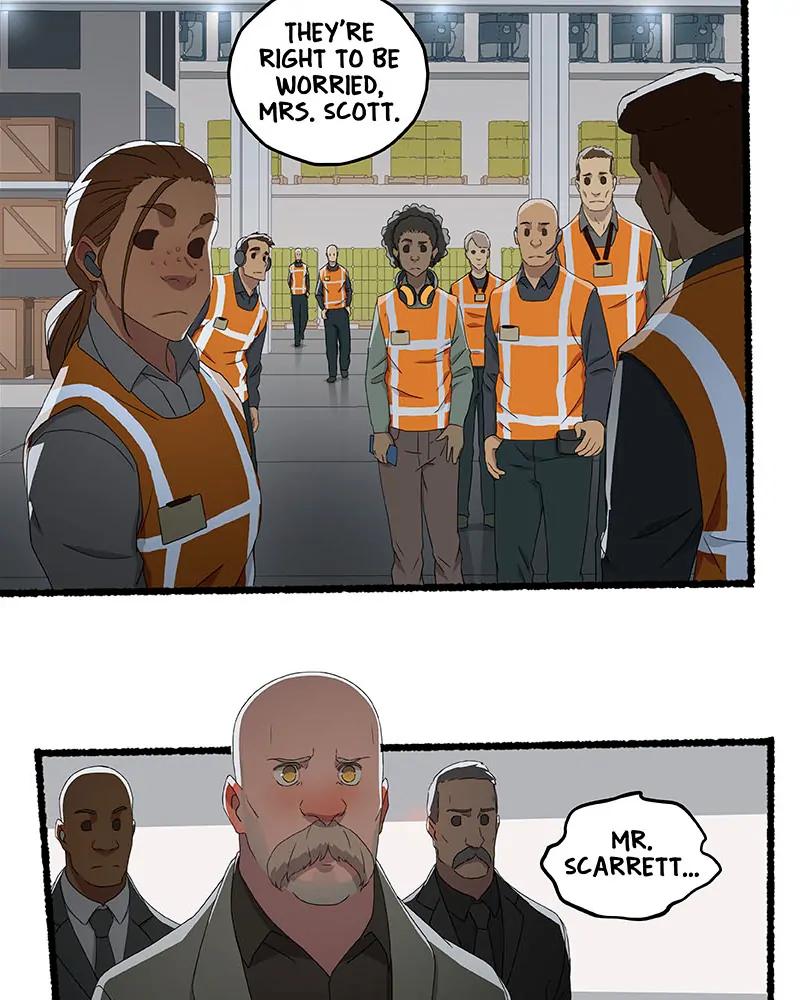 THEY'RE
RIGHT TO BE
WORRIED,
MRS. SCOTT.
MR.
SCARRETT...